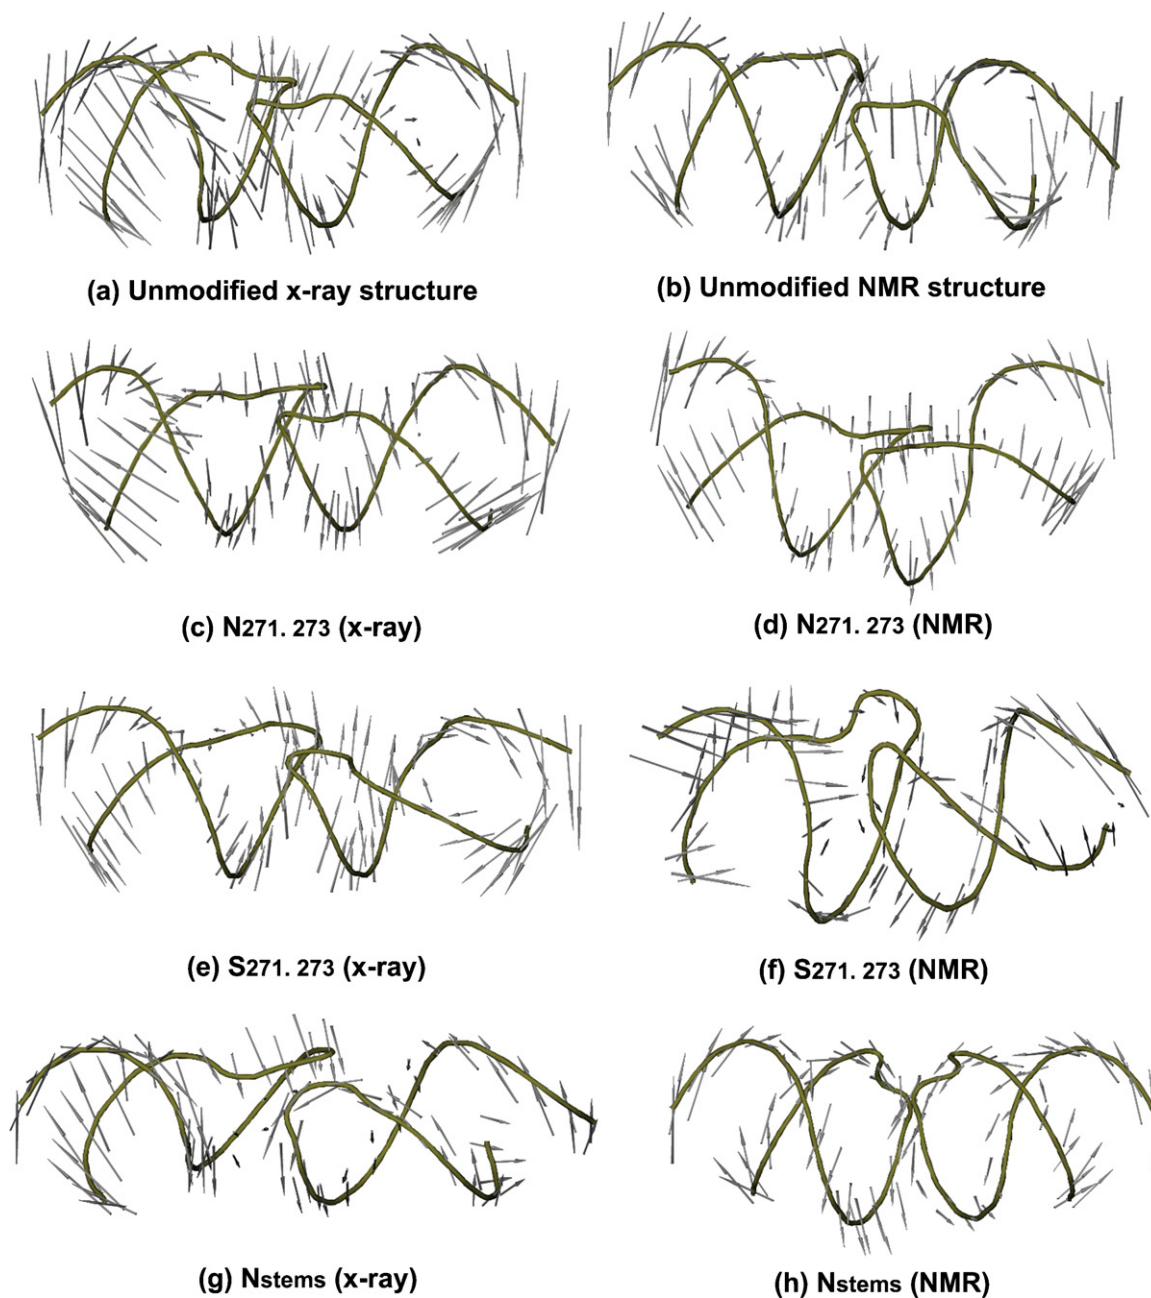 (a) Unmodified x-ray structure
(b) Unmodified NMR structure
(c) N271. 273 (x-ray)
(d) N271. 273 (NMR)
(e) S271. 273 (x-ray)
(f) S271. 273 (NMR)
(g) Nstems (x-ray)
(h) Nstems (NMR)